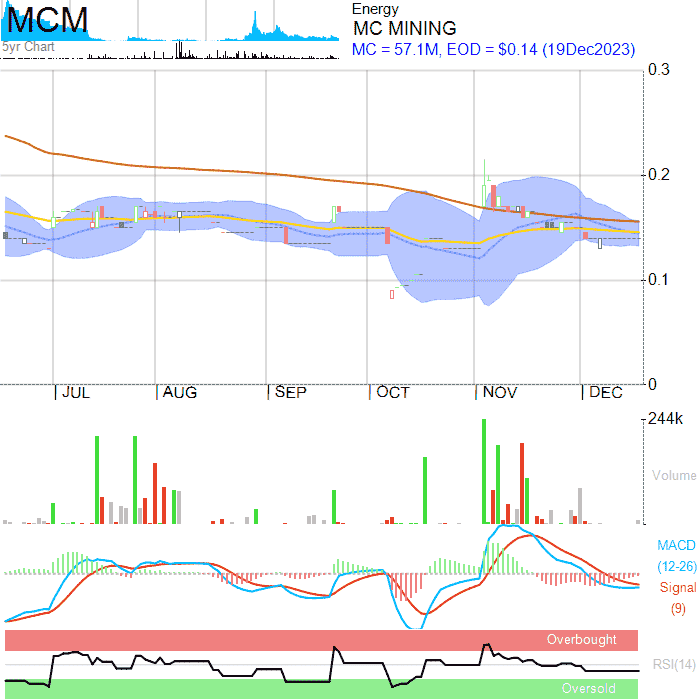 MCM
5yr Chart
Energy
MC MINING
MC = 57.1M, EOD = $0.14 (19Dec2023)
0.3
0.2
0.1
0
JUL AUG SEP OCT NOV DEC
244k
Volume
MACD
(12-26)
Signal
(9)
Overbought
RSI(14)
Oversold